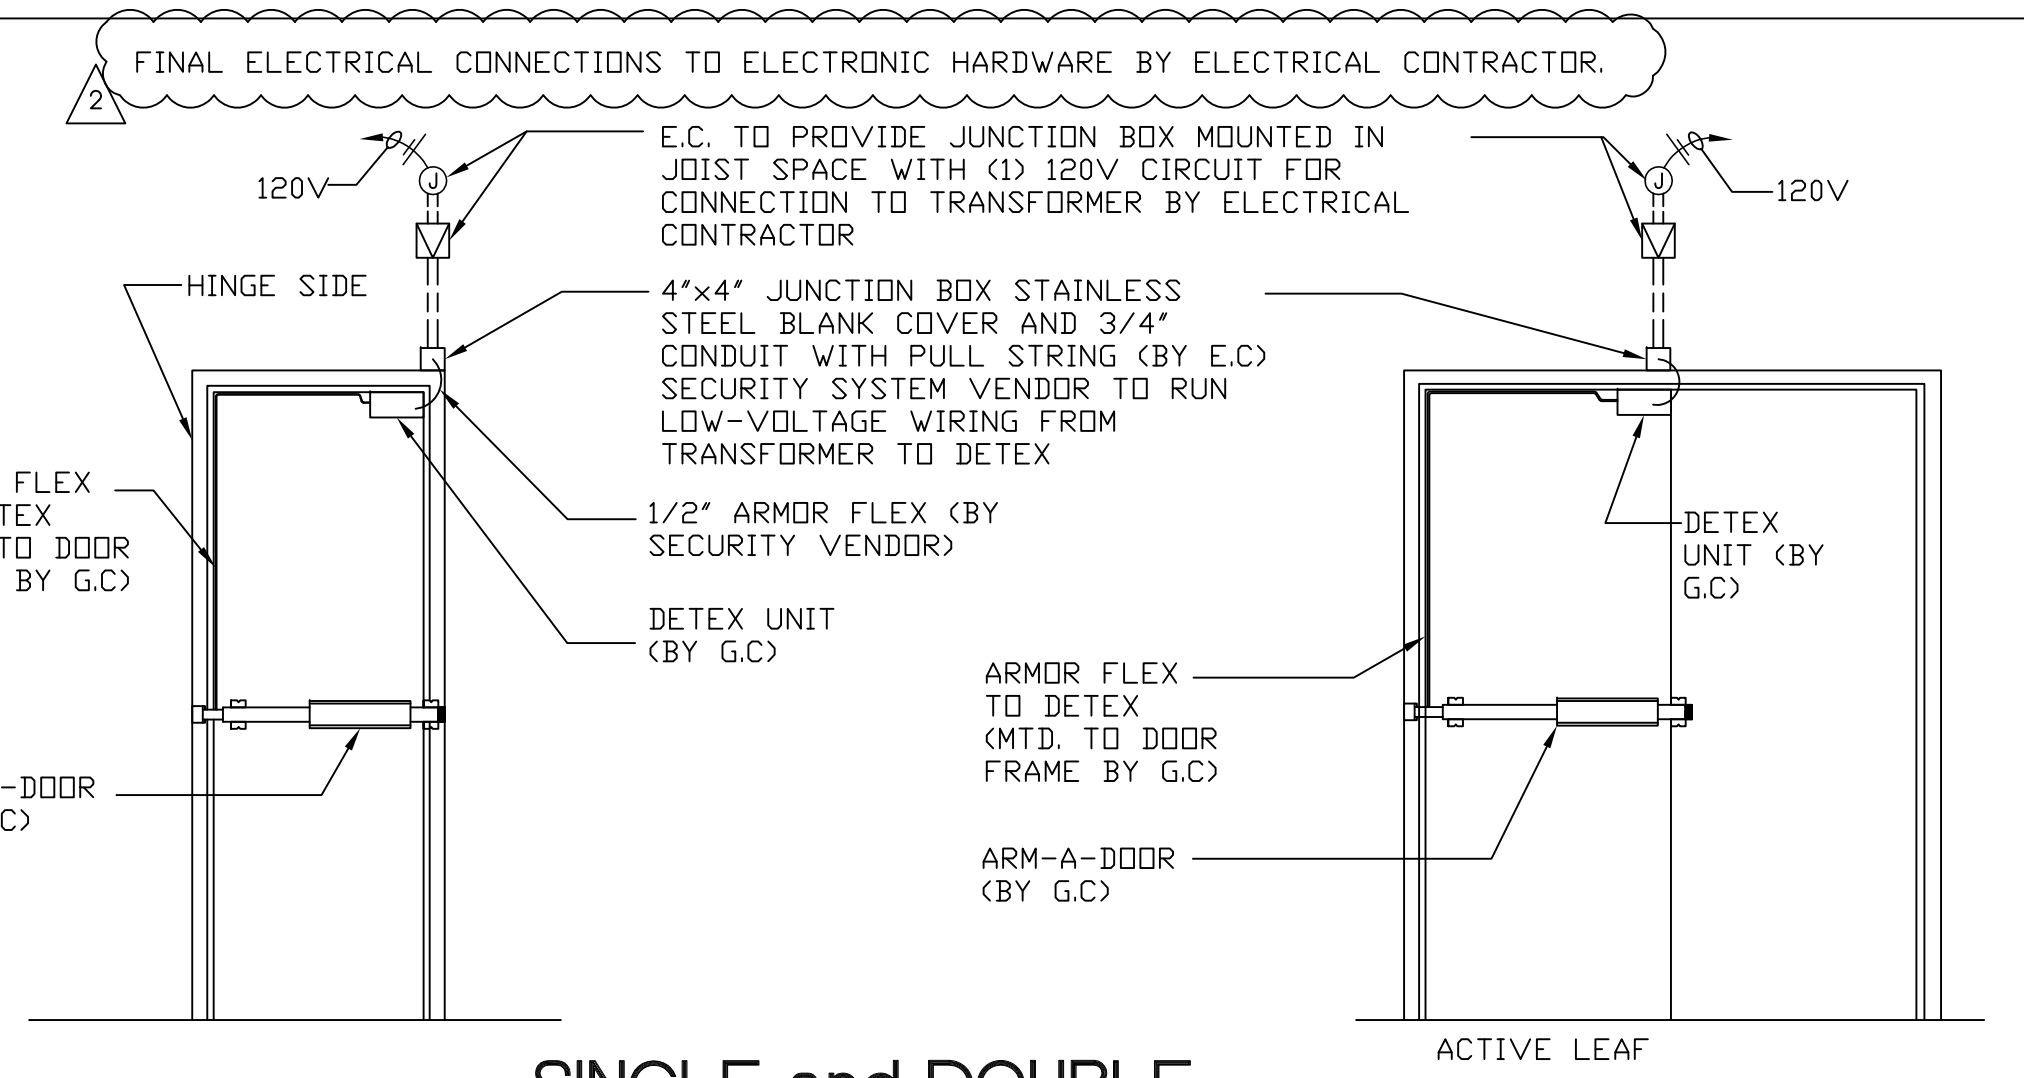 FINAL ELECTRICAL CONNECTIONS TO ELECTRONIC HARDWARE BY ELECTRICAL CONTRACTOR.
2
E.C. TO PROVIDE JUNCTION BOX MOUNTED IN
JOIST SPACE WITH (1) 120V CIRCUIT FOR
CONNECTION TO TRANSFORMER BY ELECTRICAL
CONTRACTOR
120V
J
J
120V
HINGE SIDE
4"x4" JUNCTION BOX STAINLESS
STEEL BLANK COVER AND 3/4"
CONDUIT WITH PULL STRING (BY E.C)
SECURITY SYSTEM VENDOR TO RUN
LOW-VOLTAGE WIRING FROM
TRANSFORMER TO DETEX
FLEX
TEX
TO DOOR
BY G.C)
1/2" ARMOR FLEX (BY
SECURITY VENDOR)
DETEX
UNIT (BY
G.C)
DETEX UNIT
(BY G.C)
ARMOR FLEX
TO DETEX
(MTD. TO DOOR
FRAME BY G.C)
-DOOR
C)
ARM-A-DOOR
(BY G.C)
ACTIVE LEAF
SINGLE and DOUBLE